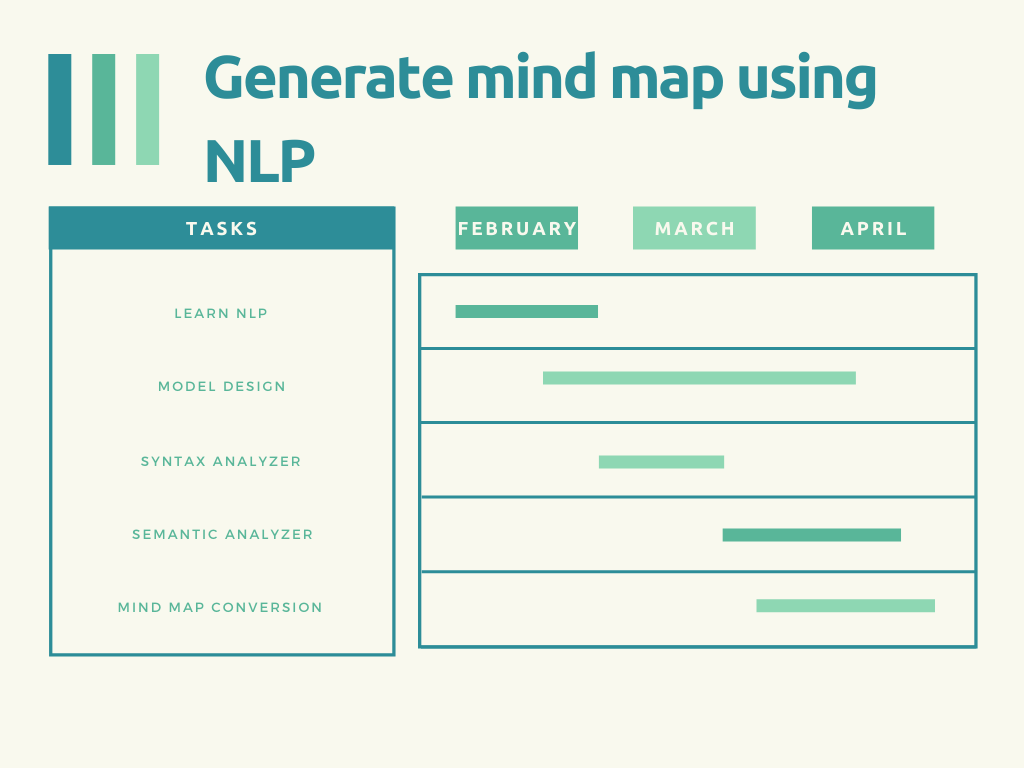 Generate mind map using
NLP
TASKS
FEBRUARY
MARCH
APRIL
LEARN NLP
MODEL DESIGN
SYNTAX ANALYZER
SEMANTIC ANALYZER
MIND MAP CONVERSION